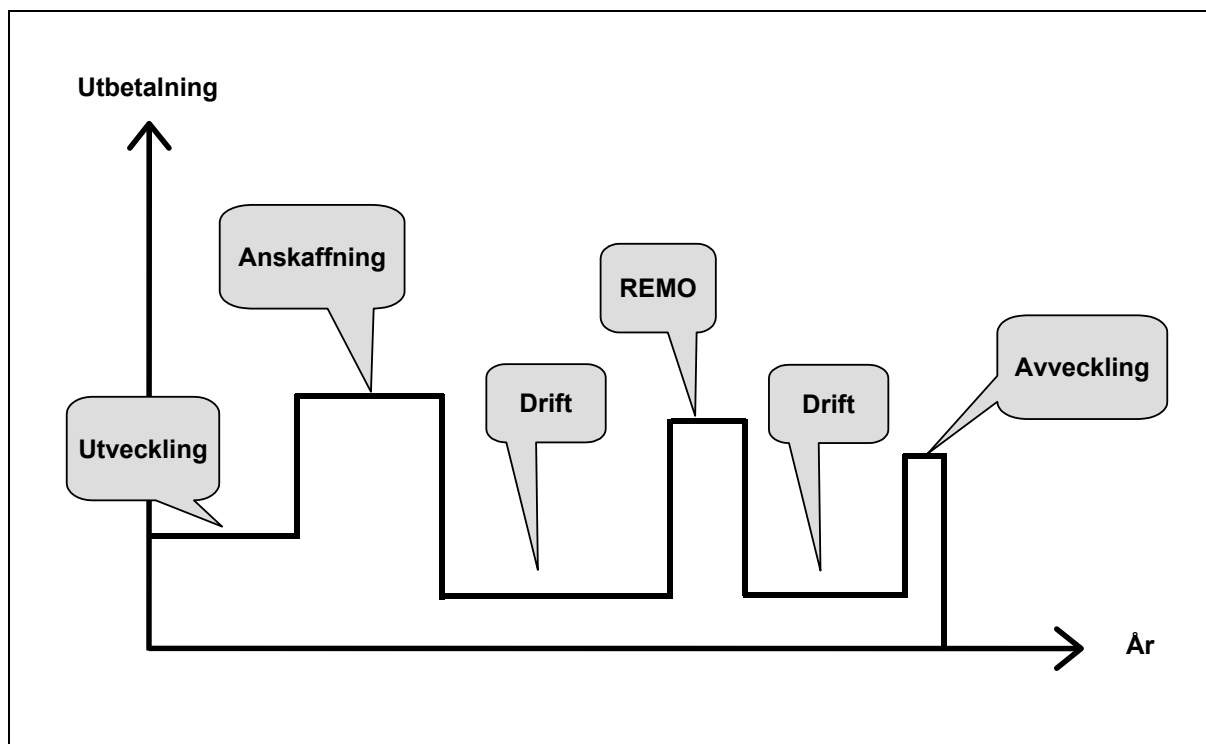 Utbetalning
Anskaffning
REMO
Avveckling
Drift
Drift
Utveckling
År